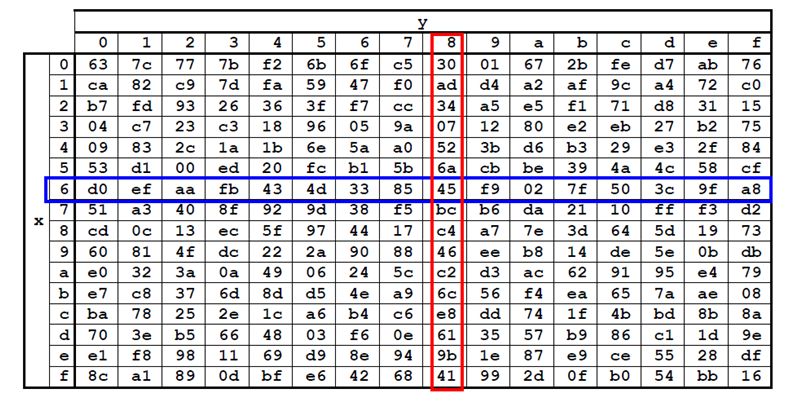 y
0 1 2 3 4 5 6 7 8 9 a b c d e f
0 63 7c 77 7b f2 6b 6f c5 30 01 67 2b fe d7 ab 76
1 ca 82 c9 7d fa 59 47 f0 ad d4 a2 af 9c a4 72 c0
2 b7 fd 93 26 36 3f f7 cc 34 a5 e5 f1 71 d8 31 15
3 04 c7 23 c3 18 96 05 9a 07 12 80 e2 eb 27 b2 75
4 09 83 2c 1a 1b 6e 5a a0 52 3b d6 b3 29 e3 2f 84
5 53 d1 00 ed 20 fc b1 5b 6a cb be 39 4a 4c 58 cf
6 d0 ef aa fb 43 4d 33 85 45 f9 02 7f 50 3c 9f a8
7 51 a3 40 8f 92 9d 38 f5 bc b6 da 21 10 ff f3 d2
x
8 cd 0c 13 ec 5f 97 44 17 c4 a7 7e 3d 64 5d 19 73
9 60 81 4f dc 22 2a 90 88 46 ee b8 14 de 5e 0b db
a e0 32 3a 0a 49 06 24 5c c2 d3 ac 62 91 95 e4 79
b e7 c8 37 6d 8d d5 4e a9 6c 56 f4 ea 65 7a ae 08
c ba 78 25 2e 1c a6 b4 c6 e8 dd 74 1f 4b bd 8b 8a
d 70 3e b5 66 48 03 f6 0e 61 35 57 b9 86 c1 1d 9e
e e1 f8 98 11 69 d9 8e 94 9b 1e 87 e9 ce 55 28 df
f 8c a1 89 0d bf e6 42 68 41 99 2d 0f b0 54 bb 16